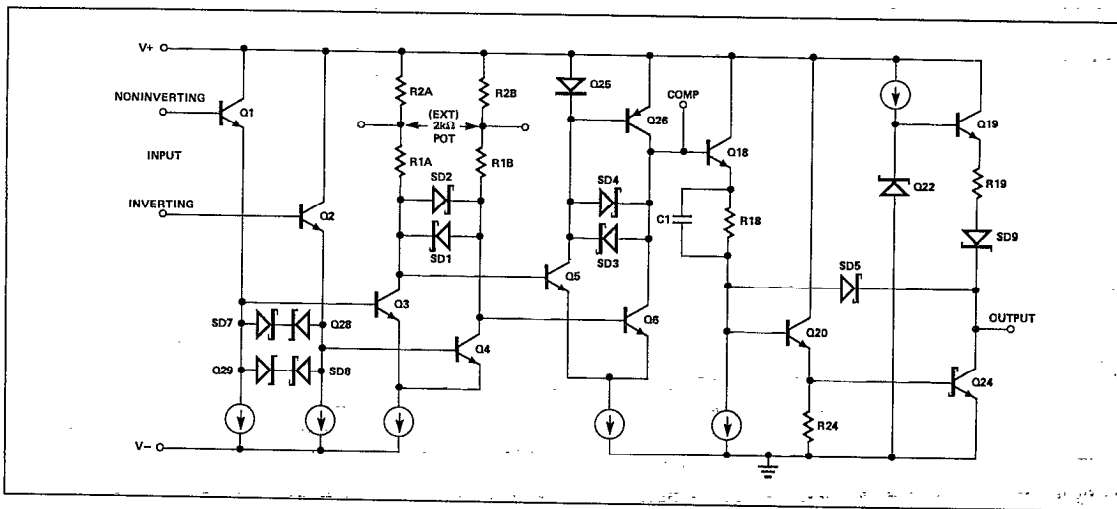 V+
NONINVERTING
INPUT
INVERTING
V−
Q1
Q2
SD7
Q28
Q29
SD8
R2A
R2B
(EXT)
2kΩ
POT
R1A
R1B
SD2
SD1
Q3
Q4
Q25
Q26
COMP
SD4
SD3
Q5
Q6
Q18
C1
R18
SD5
Q20
R24
Q22
Q19
R19
SD9
OUTPUT
Q24